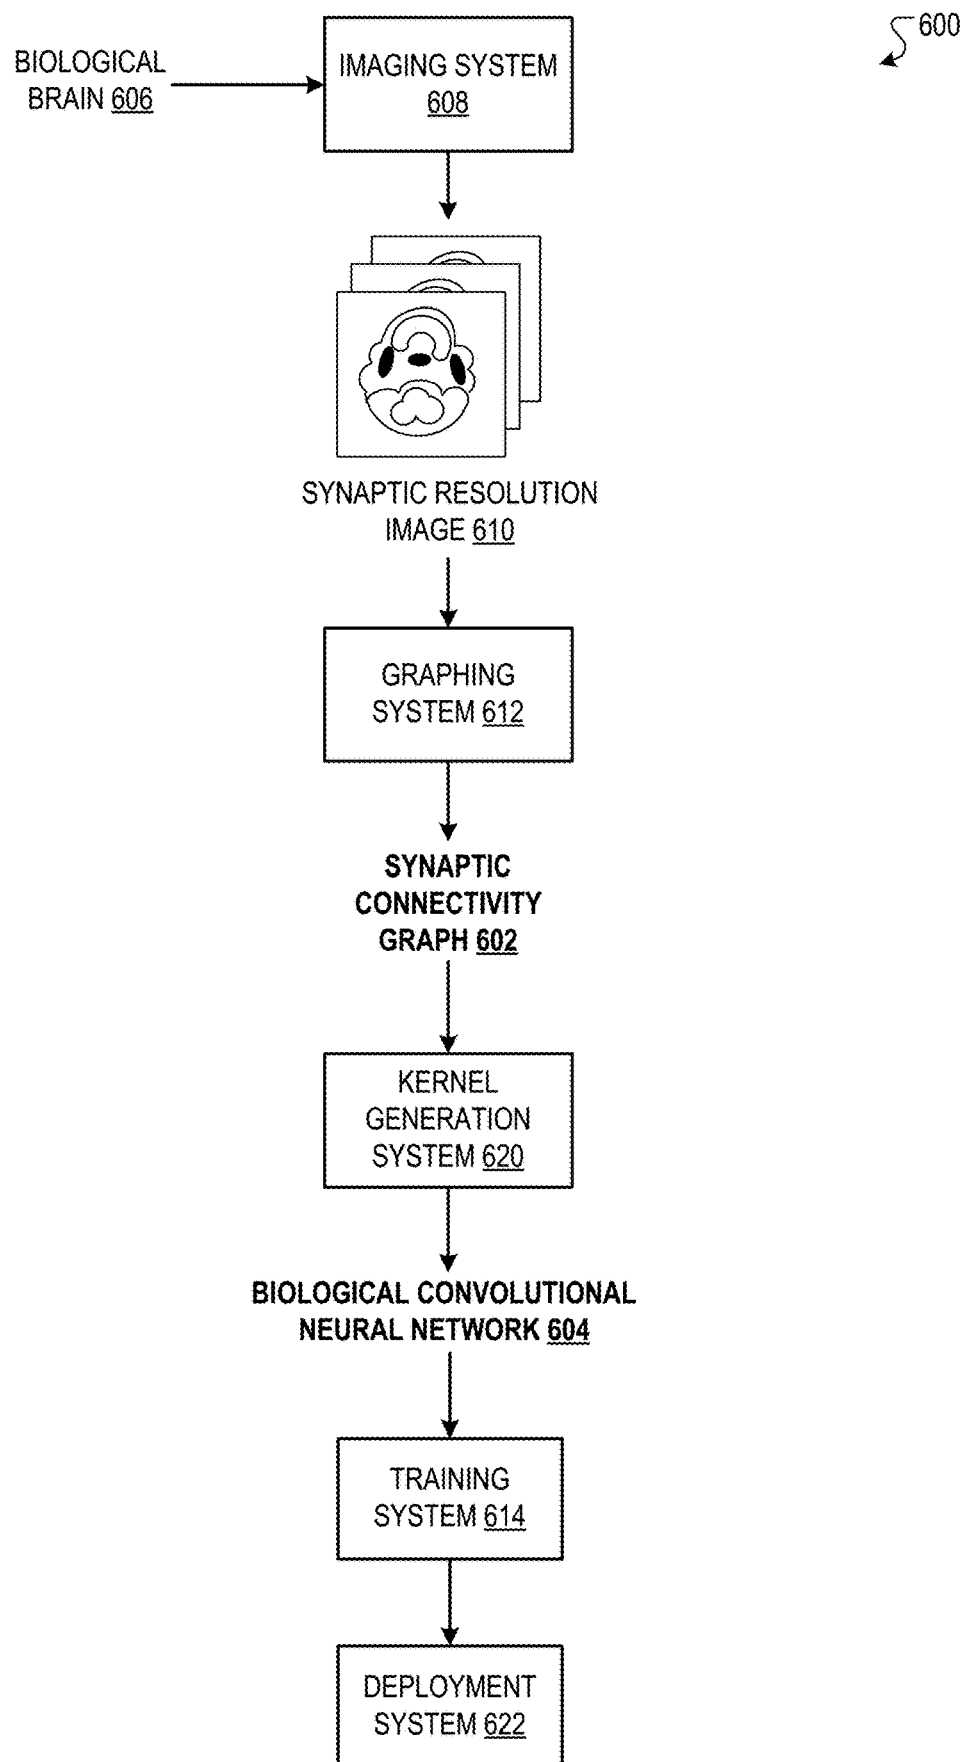 600
BIOLOGICAL
BRAIN 606
IMAGING SYSTEM
608
SYNAPTIC RESOLUTION
IMAGE 610
GRAPHING
SYSTEM 612
SYNAPTIC
CONNECTIVITY
GRAPH 602
KERNEL
GENERATION
SYSTEM 620
BIOLOGICAL CONVOLUTIONAL
NEURAL NETWORK 604
TRAINING
SYSTEM 614
DEPLOYMENT
SYSTEM 622